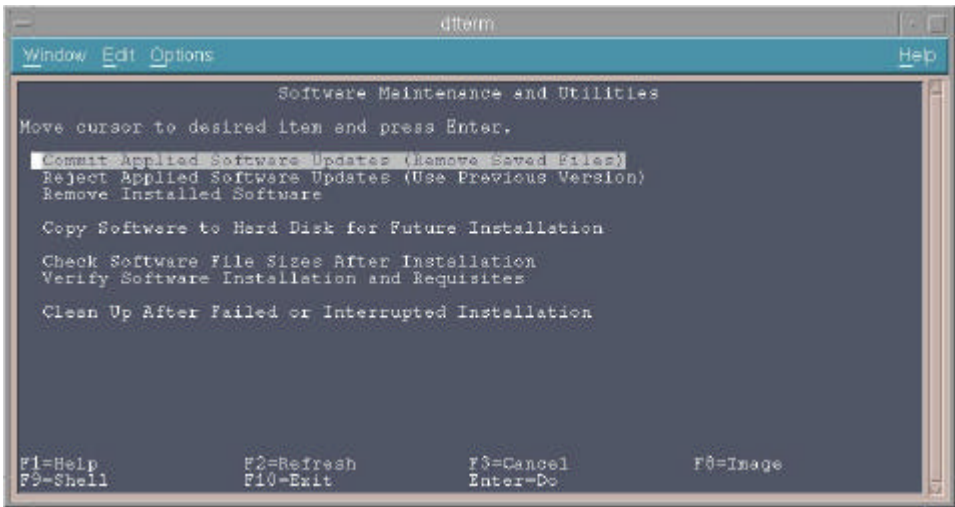 dtterm
Window Edit Options Help
Software Maintenance and Utilities
Move cursor to desired item and press Enter.
Commit Applied Software Updates (Remove Saved Files)
Reject Applied Software Updates (Use Previous Version)
Remove Installed Software
Copy Software to Hard Disk for Future Installation
Check Software File Sizes After Installation
Verify Software Installation and Requisites
Clean Up After Failed or Interrupted Installation
F1=Help F2=Refresh F3=Cancel F8=Image
F9=Shell F10=Exit Enter=Do